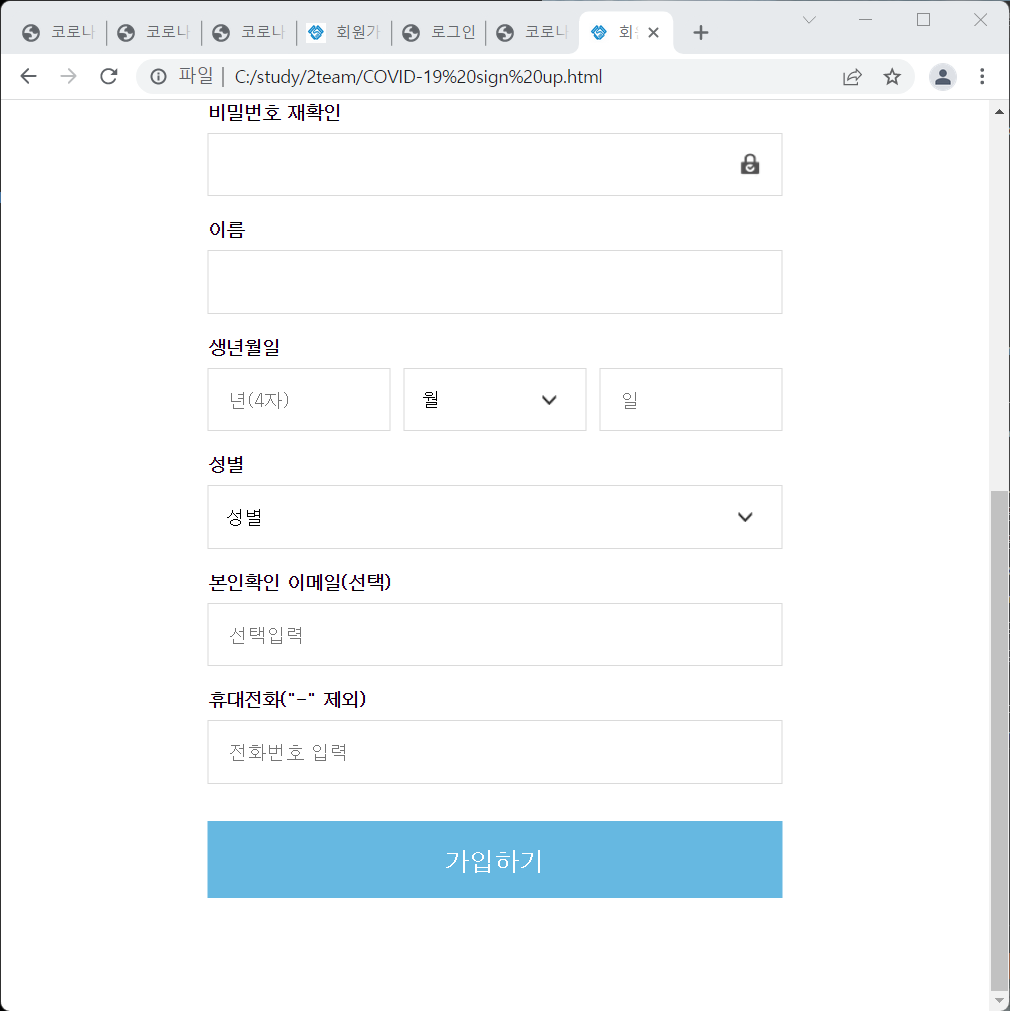 코로나 코로나 코로나 회원가 로그인 코로나 회원
파일 | C:/study/2team/COVID-19%20sign%20up.html
비밀번호 재확인
이름
생년월일
년(4자) 월 일
성별
성별
본인확인 이메일(선택)
선택입력
휴대전화("-" 제외)
전화번호 입력
가입하기